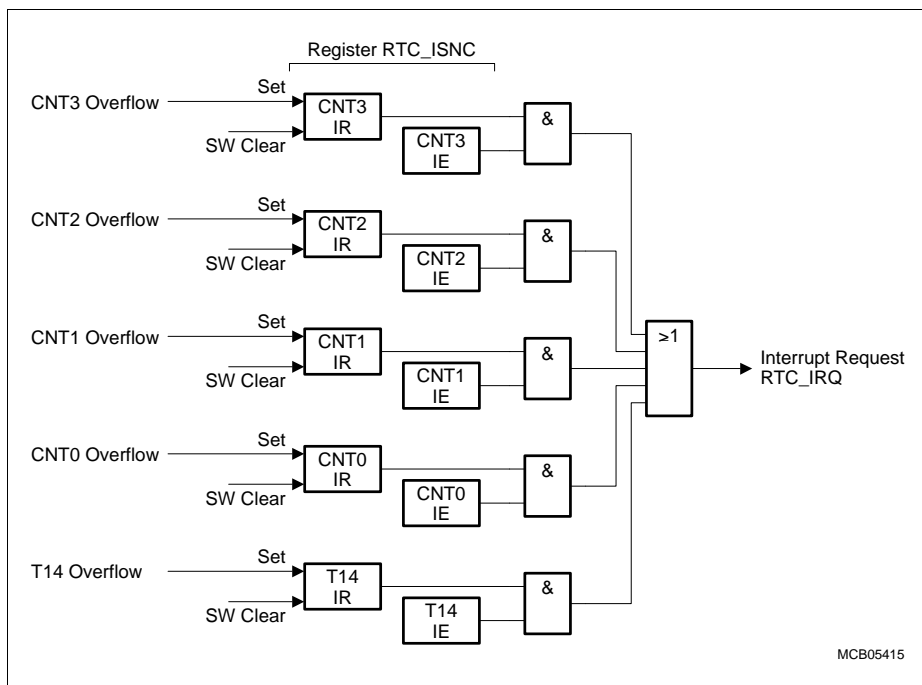 Register RTC_ISNC
CNT3 Overflow
Set
SW Clear
CNT3
IR
CNT3
IE
&
CNT2 Overflow
Set
SW Clear
CNT2
IR
CNT2
IE
&
CNT1 Overflow
Set
SW Clear
CNT1
IR
CNT1
IE
&
≥1
Interrupt Request
RTC_IRQ
CNT0 Overflow
Set
SW Clear
CNT0
IR
CNT0
IE
&
T14 Overflow
Set
SW Clear
T14
IR
T14
IE
&
MCB05415